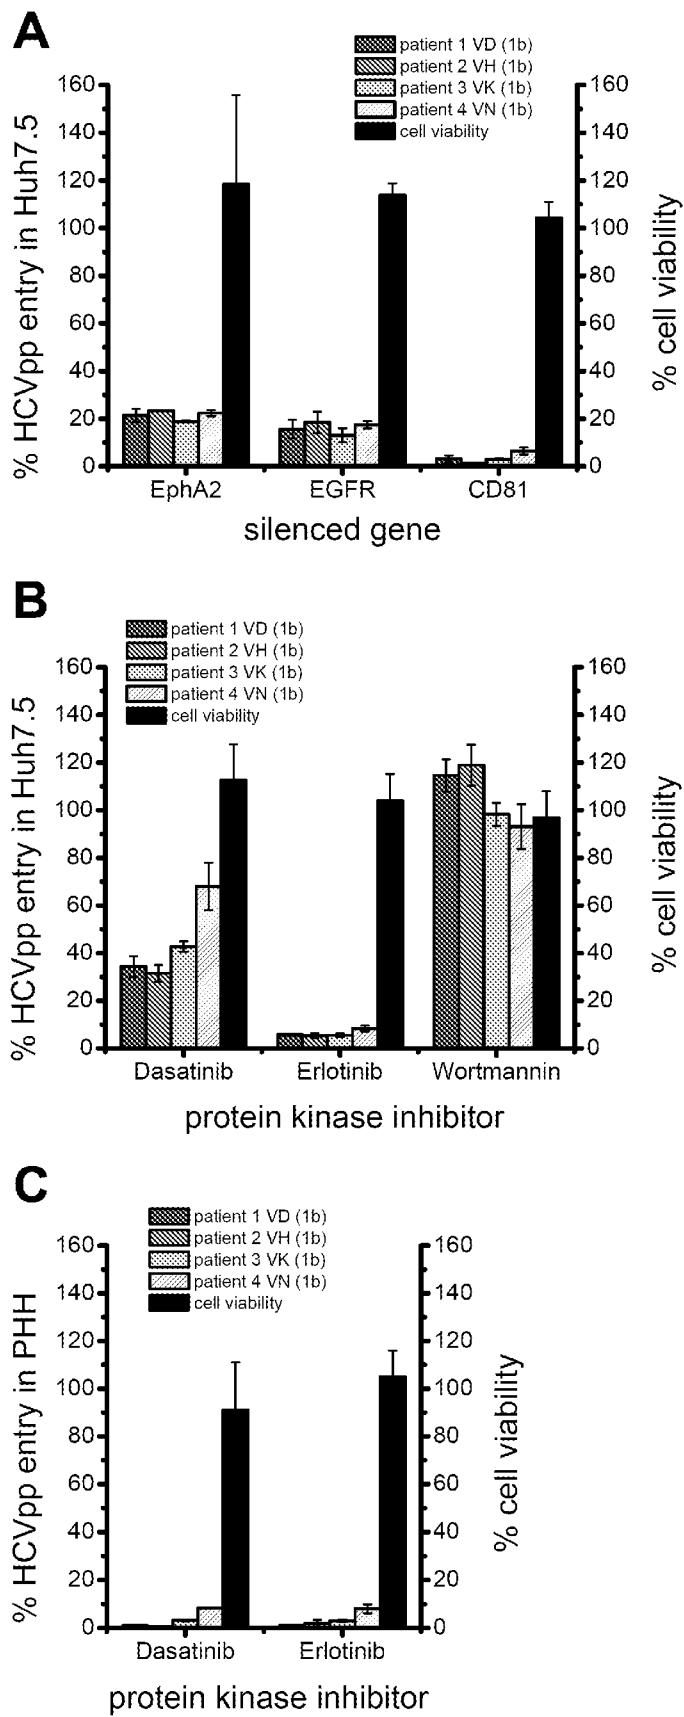 A
patient 1 VD (1b)
patient 2 VH (1b)
patient 3 VK (1b)
patient 4 VN (1b)
cell viability
% HCVpp entry in Huh7.5
160
140
120
100
80
60
40
20
0
160
140
120
100
80
60
40
20
0
% cell viability
EphA2 EGFR CD81
silenced gene
B
patient 1 VD (1b)
patient 2 VH (1b)
patient 3 VK (1b)
patient 4 VN (1b)
cell viability
% HCVpp entry in Huh7.5
160
140
120
100
80
60
40
20
0
160
140
120
100
80
60
40
20
0
% cell viability
Dasatinib Erlotinib Wortmannin
protein kinase inhibitor
C
patient 1 VD (1b)
patient 2 VH (1b)
patient 3 VK (1b)
patient 4 VN (1b)
cell viability
% HCVpp entry in PHH
160
140
120
100
80
60
40
20
0
160
140
120
100
80
60
40
20
0
% cell viability
Dasatinib Erlotinib
protein kinase inhibitor